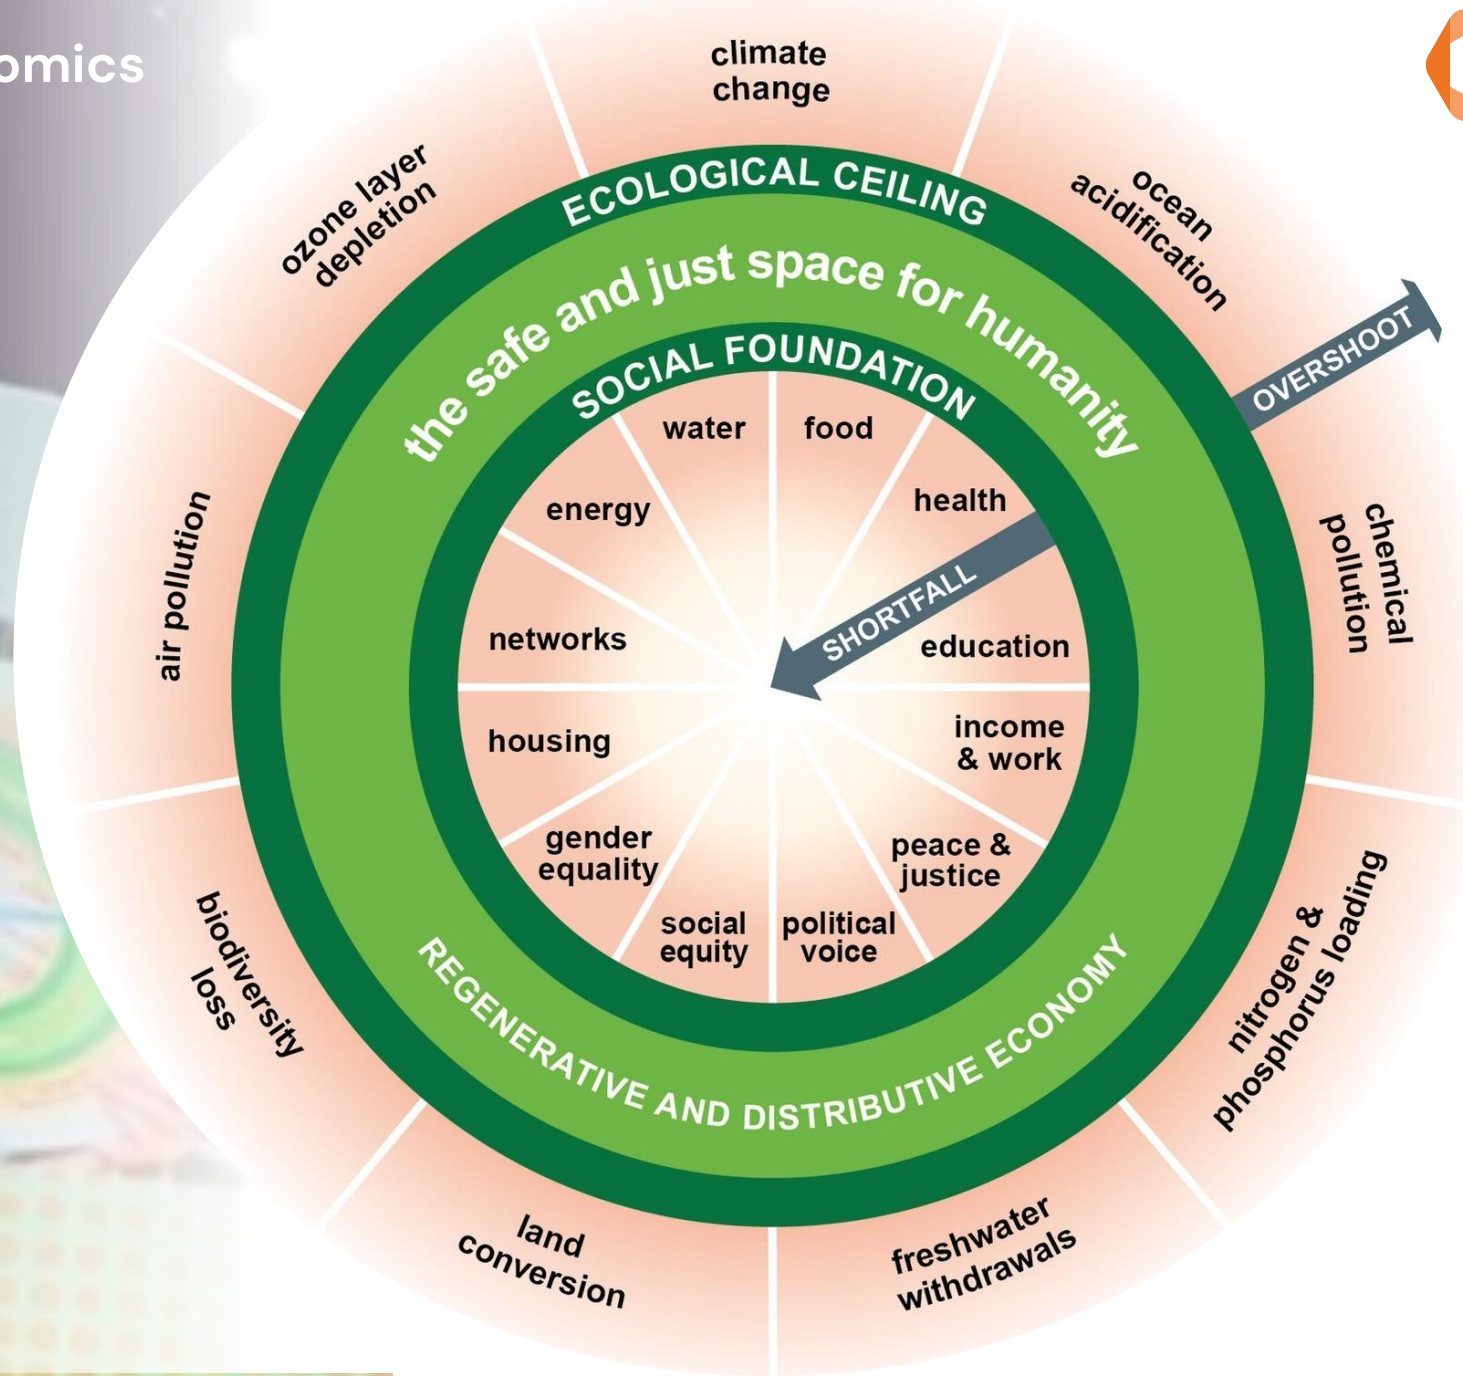 omics
climate
change
ocean
acidification
OVERSHOOT
chemical
pollution
nitrogen &
phosphorus loading
freshwater
withdrawals
land
conversion
biodiversity
loss
air pollution
ozone layer
depletion
ECOLOGICAL CEILING
the safe and just space for humanity
SOCIAL FOUNDATION
water
food
health
SHORTFALL
education
income
& work
peace &
justice
political
voice
social
equity
gender
equality
housing
networks
energy
REGENERATIVE AND DISTRIBUTIVE ECONOMY